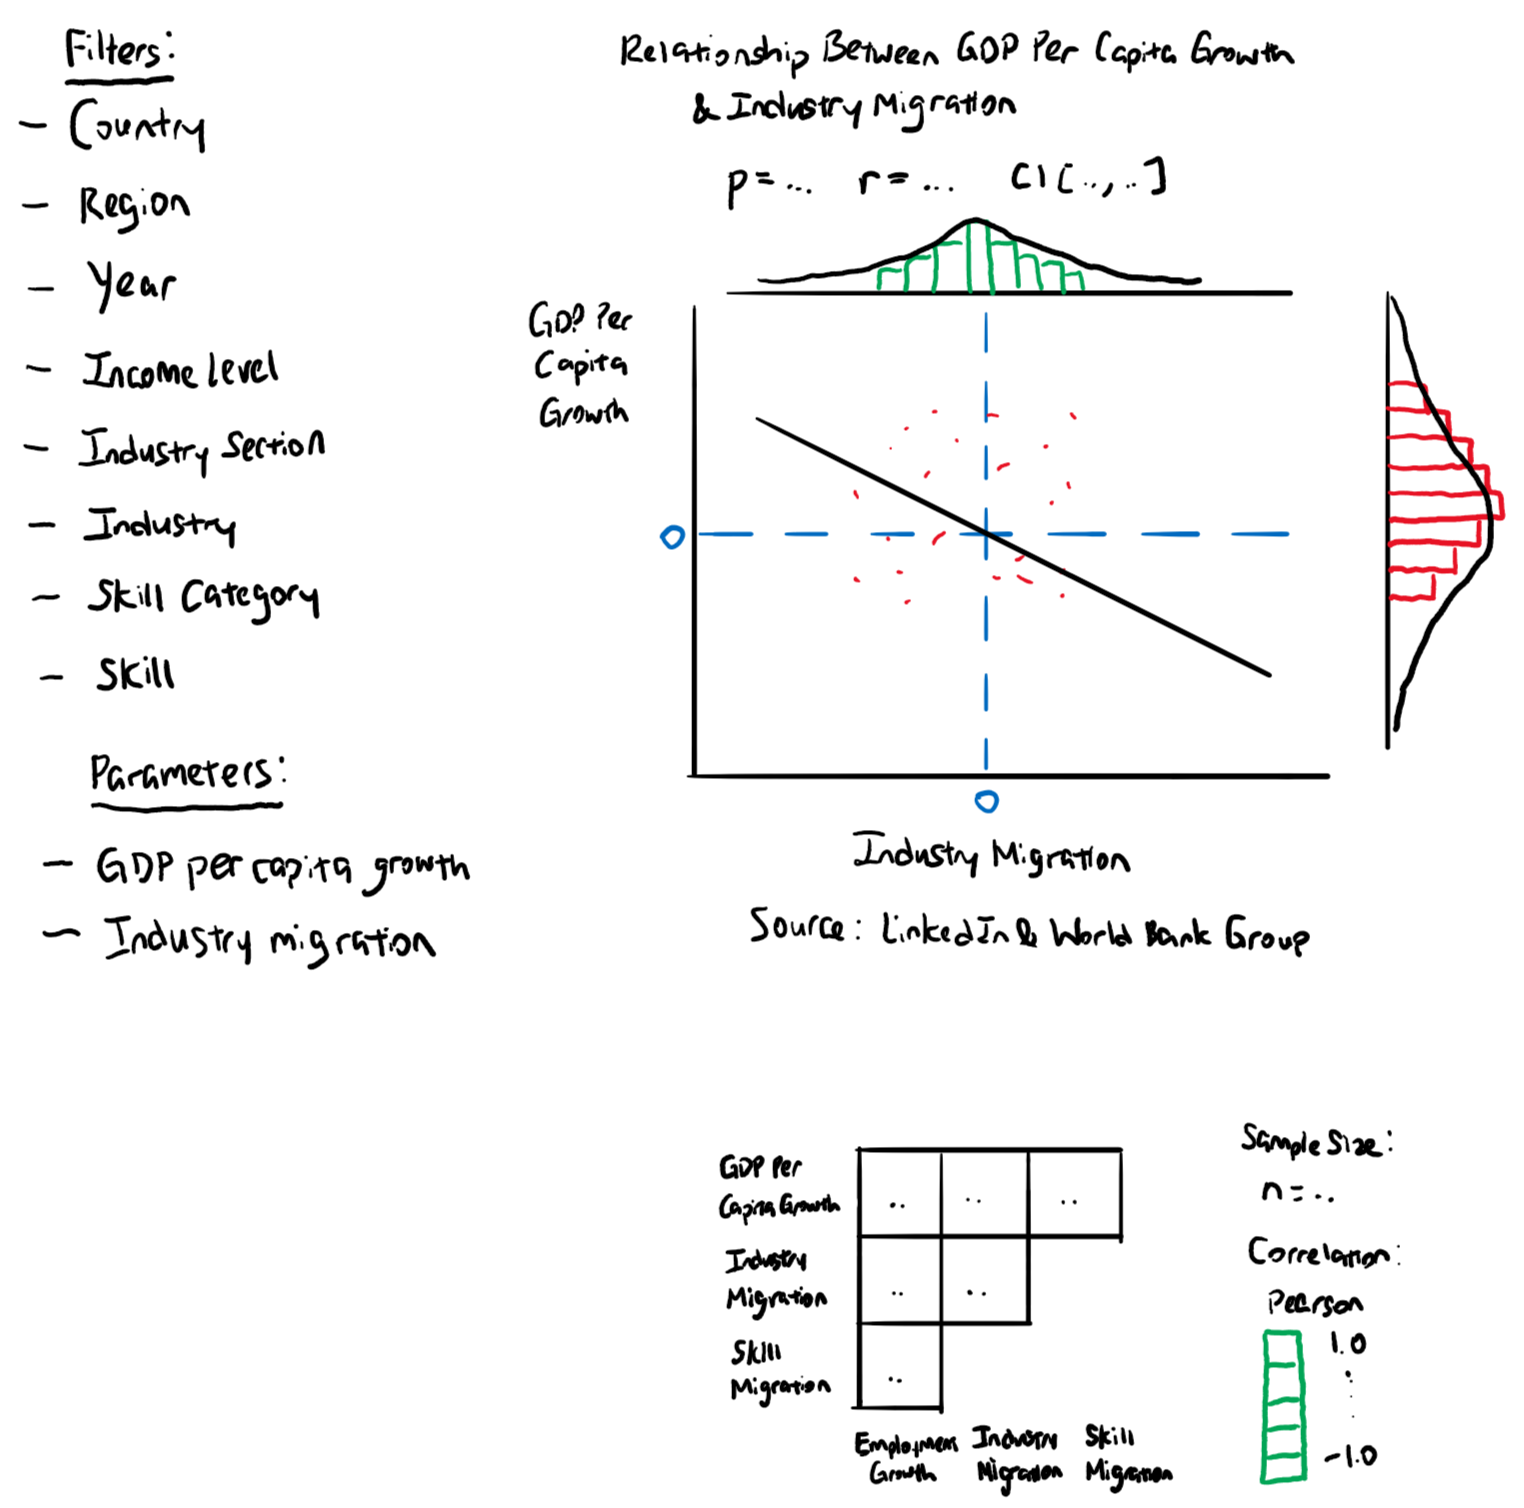 Filters:
- Country
- Region
- Year
- Income level
- Industry Section
- Industry
- Skill Category
- Skill
Parameters:
- GDP per capita growth
- Industry migration
Relationship Between GDP Per Capita Growth
& Industry Migration
p=... r=... CI [..,..]
GDP Per
Capita
Growth
0
0
Industry Migration
Source: LinkedIn & World Bank Group
GDP Per
Capita Growth
.. .. ..
Industry
Migration
.. ..
Skill
Migration
..
Employment Industry Skill
Growth Migration Migration
Sample Size:
n=..
Correlation:
Pearson
1.0
-1.0